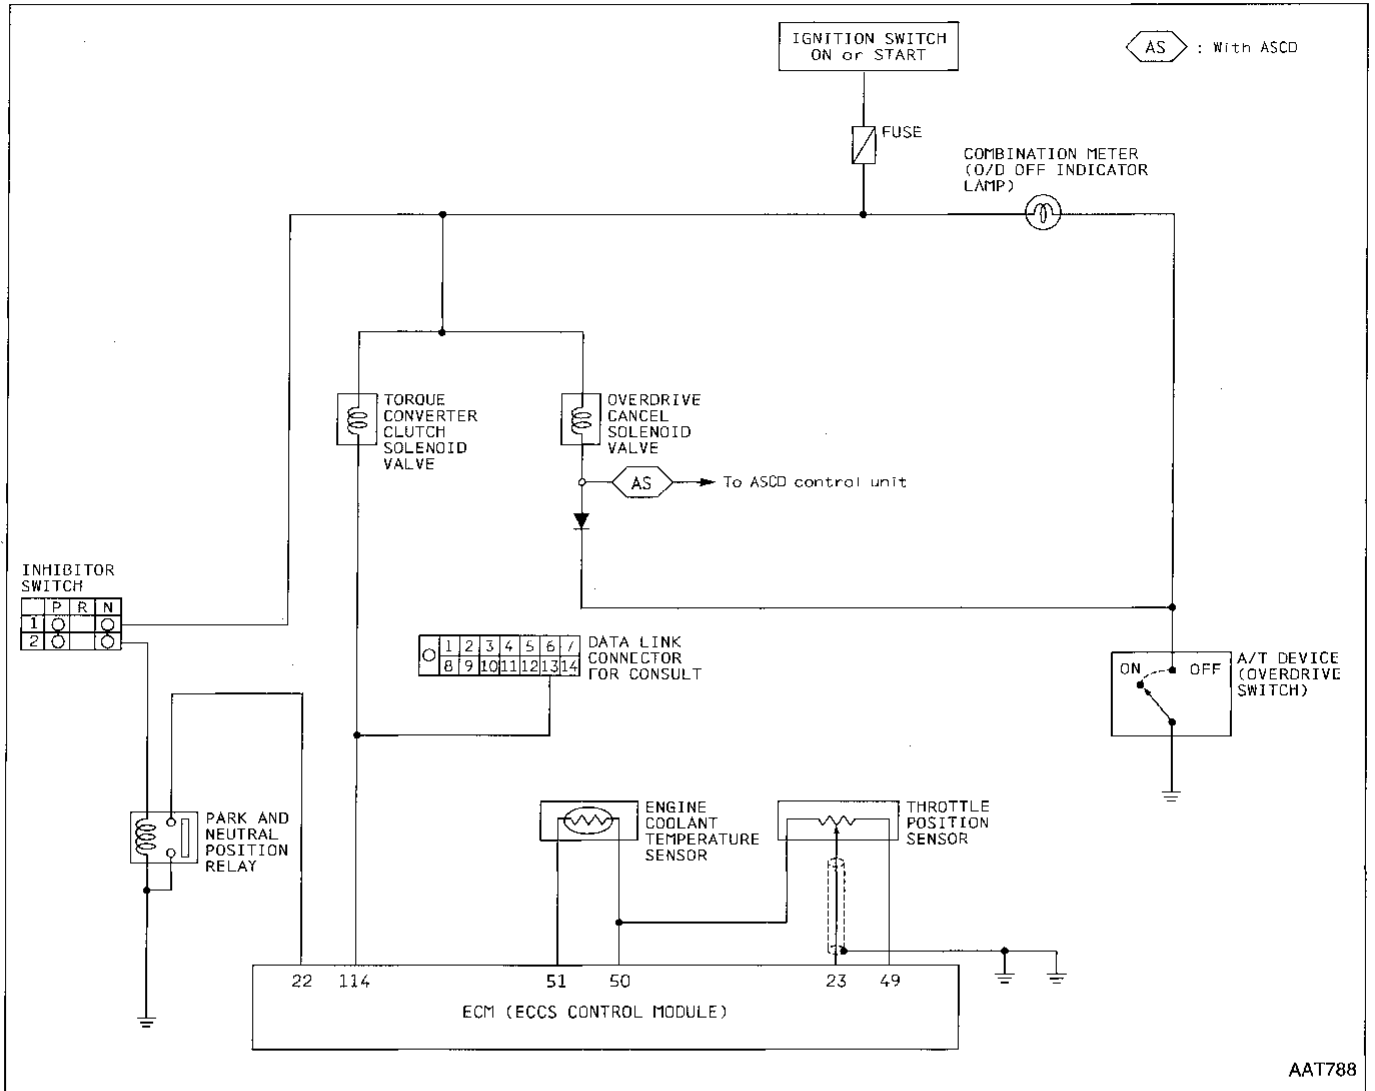 IGNITION SWITCH
ON or START
AS : With ASCD
FUSE
COMBINATION METER
(O/D OFF INDICATOR
LAMP)
TORQUE
CONVERTER
CLUTCH
SOLENOID
VALVE
OVERDRIVE
CANCEL
SOLENOID
VALVE
AS To ASCD control unit
INHIBITOR
SWITCH
P R N
1
2
1 2 3 4 5 6 7
8 9 10 11 12 13 14
DATA LINK
CONNECTOR
FOR CONSULT
ON OFF
A/T DEVICE
(OVERDRIVE
SWITCH)
PARK AND
NEUTRAL
POSITION
RELAY
ENGINE
COOLANT
TEMPERATURE
SENSOR
THROTTLE
POSITION
SENSOR
22 114 51 50 23 49
ECM (ECCS CONTROL MODULE)
AAT788